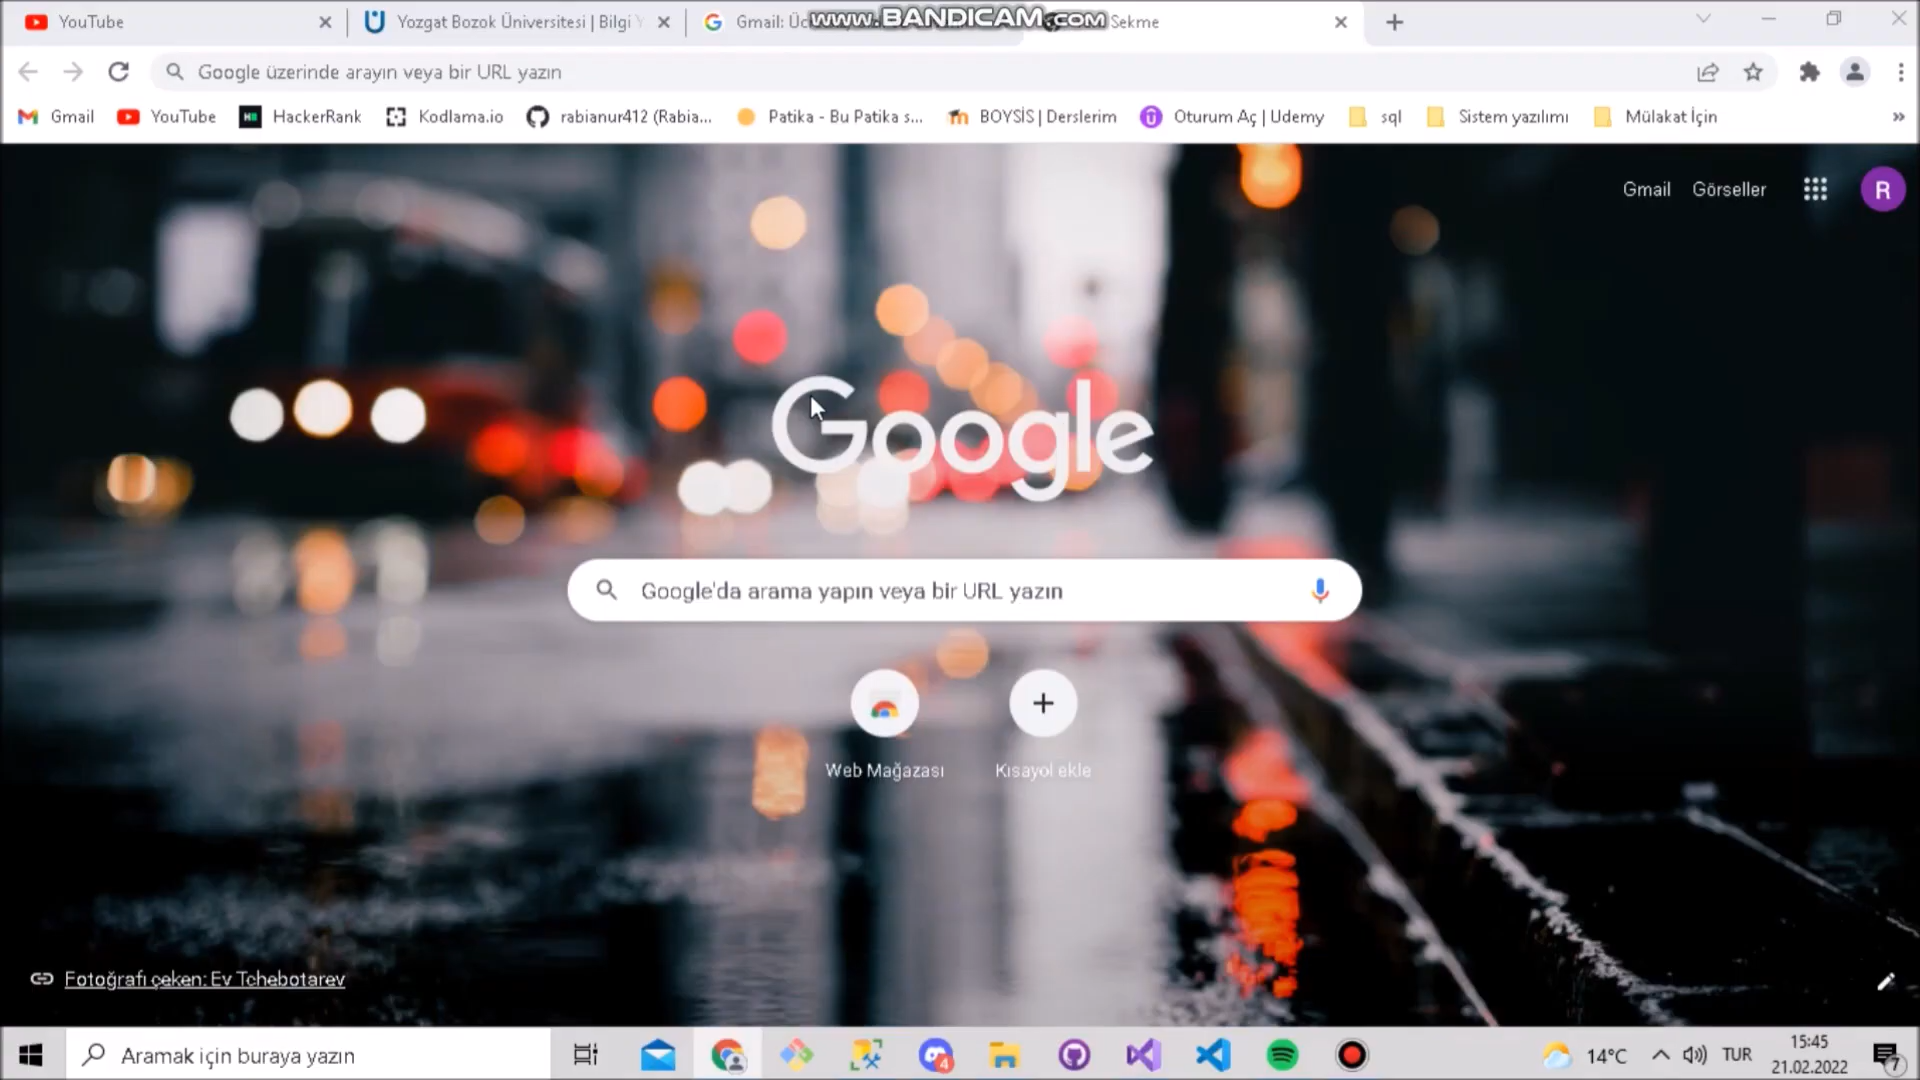 YouTube
Yozgat Bozok Üniversitesi | Bilgi Y
Gmail: Üc
www.BANDICAM.com
Sekme
Google üzerinde arayın veya bir URL yazın
Gmail
YouTube
HackerRank
Kodlama.io
rabianur412 (Rabia...
Patika - Bu Patika s...
BOYSİS | Derslerim
Oturum Aç | Udemy
sql
Sistem yazılımı
Mülakat İçin
»
Gmail
Görseller
R
Google
Google'da arama yapın veya bir URL yazın
Web Mağazası
Kısayol ekle
Fotoğrafı çeken: Ev Tchebotarev
Aramak için buraya yazın
4
14°C
TUR
15:45
21.02.2022
7